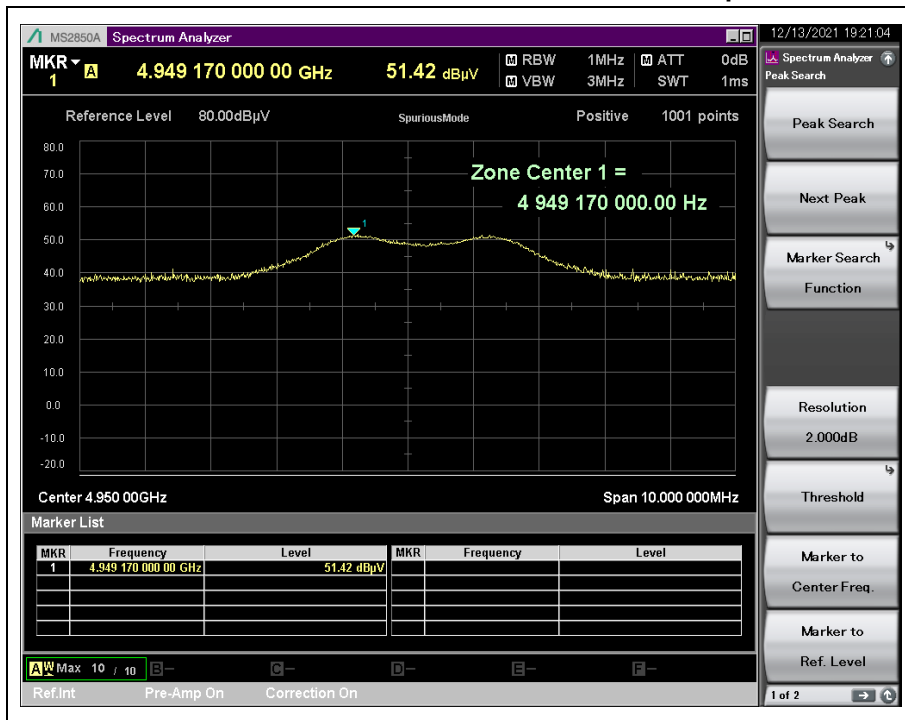 MS2850A Spectrum Analyzer
12/13/2021 19:21:04
MKR 1 A 4.949 170 000 00 GHz 51.42 dBµV
M RBW 1MHz M ATT 0dB
M VBW 3MHz SWT 1ms
Spectrum Analyzer
Peak Search
Reference Level 80.00dBµV SpuriousMode Positive 1001 points
80.0
70.0
60.0
50.0
40.0
30.0
20.0
10.0
0.0
-10.0
-20.0
Zone Center 1 =
4 949 170 000.00 Hz
1
Center 4.950 00GHz Span 10.000 000MHz
Marker List
MKR Frequency Level MKR Frequency Level
1 4.949 170 000 00 GHz 51.42 dBµV
A W Max 10 / 10 B- C- D- E- F-
Ref.Int Pre-Amp On Correction On
Peak Search
Next Peak
Marker Search
Function
Resolution
2.000dB
Threshold
Marker to
Center Freq.
Marker to
Ref. Level
1 of 2